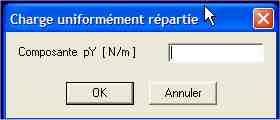 Charge uniformément répartie
Composante pY [N/m]
OK
Annuler